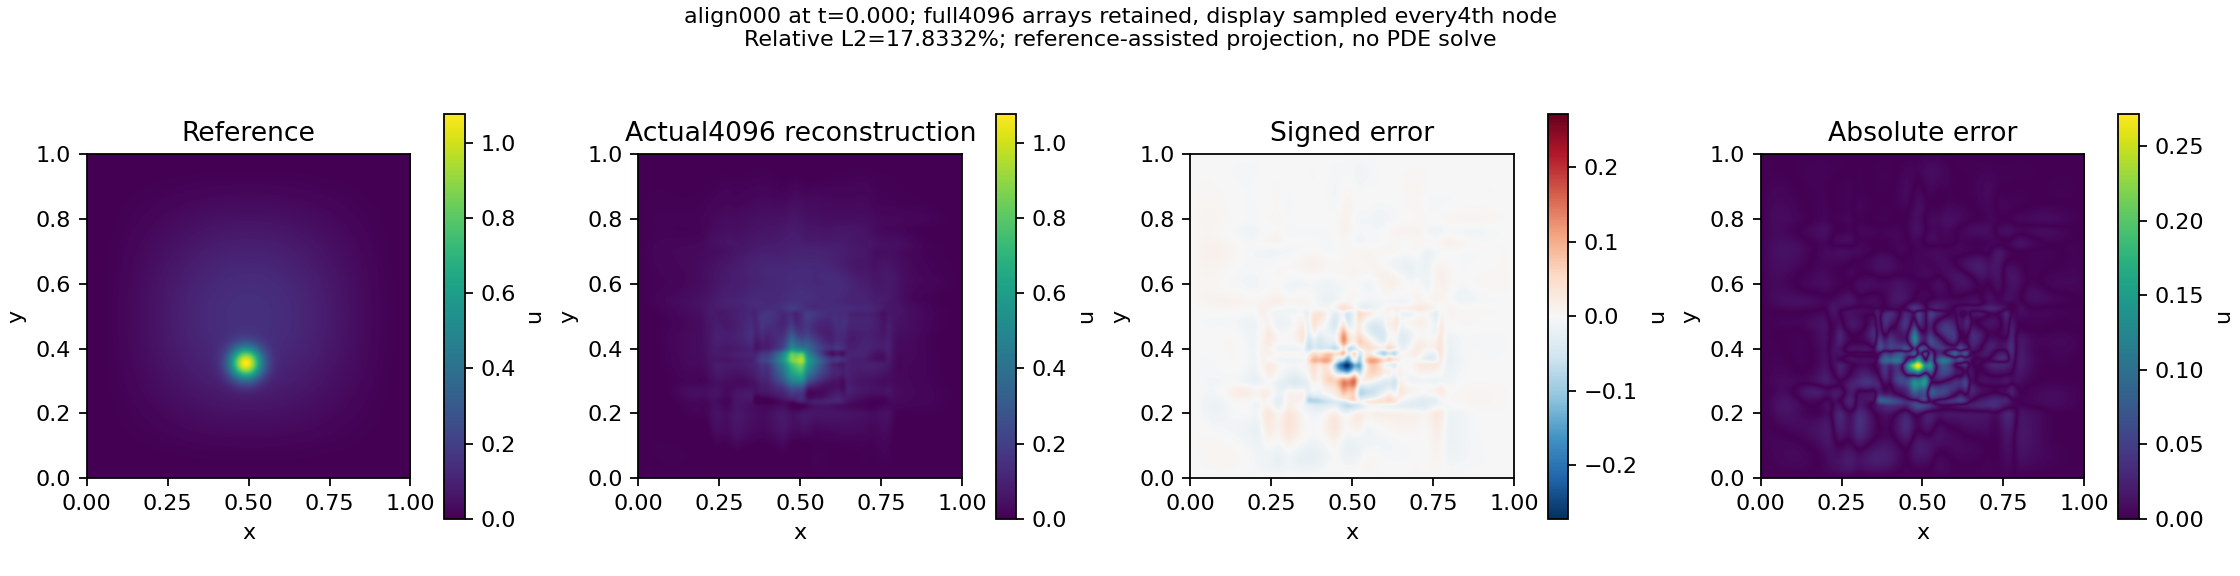 align000 at t=0.000; full4096 arrays retained, display sampled every4th node
Relative L2=17.8332%; reference-assisted projection, no PDE solve
Reference
1.0
0.8
0.6
0.4
0.2
0.0
y
0.00 0.25 0.50 0.75 1.00
x
1.0
0.8
0.6
0.4
0.2
0.0
u
Actual4096 reconstruction
1.0
0.8
0.6
0.4
0.2
0.0
y
0.00 0.25 0.50 0.75 1.00
x
1.0
0.8
0.6
0.4
0.2
0.0
u
Signed error
1.0
0.8
0.6
0.4
0.2
0.0
y
0.00 0.25 0.50 0.75 1.00
x
0.2
0.1
0.0
−0.1
−0.2
u
Absolute error
1.0
0.8
0.6
0.4
0.2
0.0
y
0.00 0.25 0.50 0.75 1.00
x
0.25
0.20
0.15
0.10
0.05
0.00
u